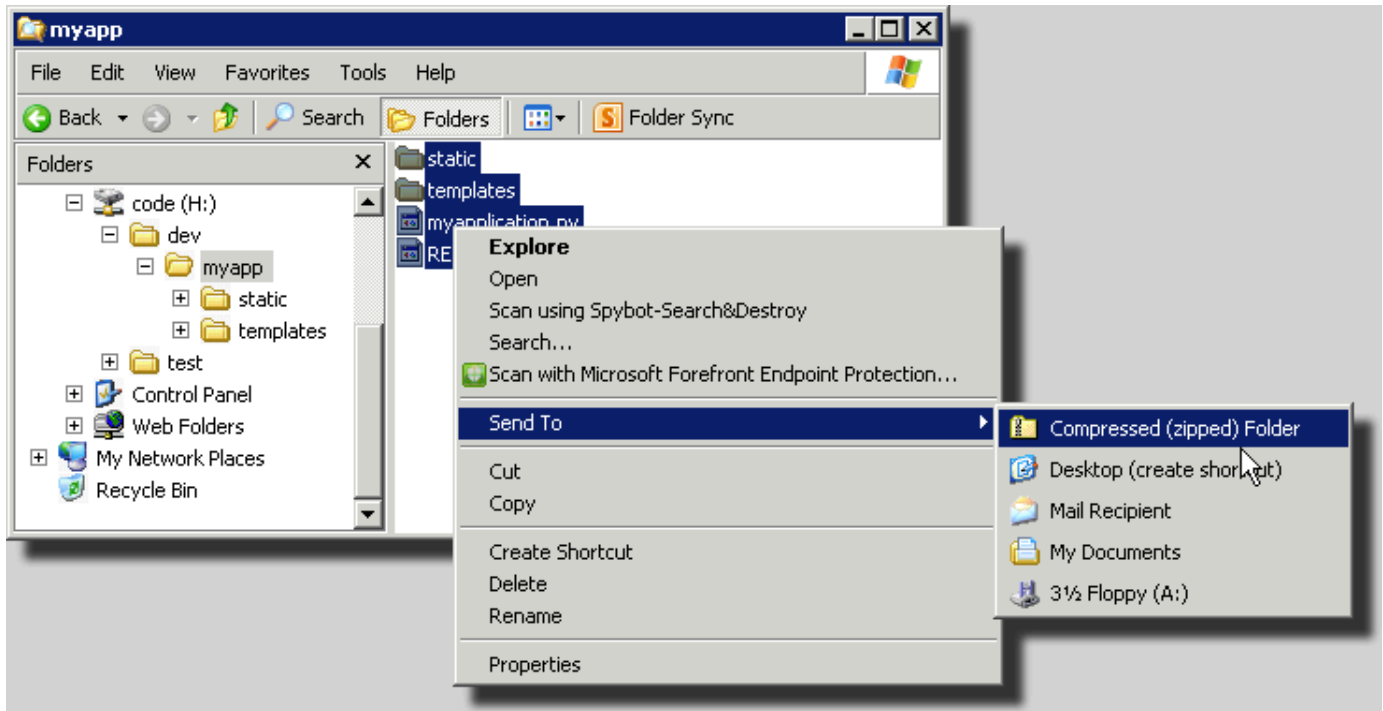 myapp
File Edit View Favorites Tools Help
Back Search Folders Folder Sync
Folders
code (H:)
dev
myapp
static
templates
test
Control Panel
Web Folders
My Network Places
Recycle Bin
static
templates
myapplication.py
RE
Explore
Open
Scan using Spybot-Search&Destroy
Search...
Scan with Microsoft Forefront Endpoint Protection...
Send To
Cut
Copy
Create Shortcut
Delete
Rename
Properties
Compressed (zipped) Folder
Desktop (create shortcut)
Mail Recipient
My Documents
3½ Floppy (A:)